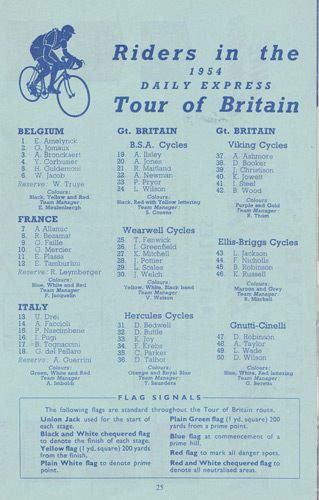 Riders in the
1954
DAILY EXPRESS
Tour of Britain
BELGIUM
1 E. Amelynck
2 G. Joniaux
3 A. Bronckaert
4 Y. Corbusier
5 H. Guldemont
6 W. Jacob
Reserve: W. Truye
Colours:
Black, Yellow and Red
Team Manager:
E. Meulenbergh
FRANCE
7 A. Allanuc
8 R. Becamat
9 G. Faille
10 G. Mercier
11 E. Plassa
12 E. Tamburlini
Reserve: R. Leymberger
Colours:
Blue, White and Red
Team Manager:
F. Jacquelin
ITALY
13 U. Drei
14 A. Facciolo
15 P. Nascimbene
16 I. Pugi
17 B. Tognaccini
18 G. del Pellaro
Reserve: A. Guerrini
Colours:
Green, White and Red
Team Manager:
A. Imboldi
Gt. BRITAIN
B.S.A. Cycles
19. A. Ilsley
20 A. Jones
21 R. Maitland
22 A. Newman
23 P. Pryor
24 L. Wilson
Colours:
Black, Red with Yellow lettering
Team Manager:
S. Cozens
Wearwell Cycles
25 T. Fenwick
26 I. Greenfield
27 K. Mitchell
28 J. Pottier
29 L. Scales
30 J. Welch
Colours:
Yellow, White, Black band
Team Manager:
V. Watson
Hercules Cycles
31 D. Bedwell
32 D. Buttle
33 K. Joy
34 F. Krebs
35 C. Parker
36 D. Talbot
Colours:
Orange and Royal Blue
Team Manager:
T. Saundara
Gt. BRITAIN
Viking Cycles
37 A. Ashmore
38 D. Booker
39 J. Christison
40 K. Jowett
41 I. Steel
42 B. Wood
Colours:
Purple and Gold
Team Manager:
R. Thom
Ellis-Briggs Cycles
43 L. Jackson
44 F. Nicholls
45 B. Robinson
46 K. Russell
Colours:
Maroon and Grey
Team Manager:
R. Mitchell
Gnutti-Cinelli
47 D. Robinson
48 A. Taylor
49 L. Wade
50 D. Wilson
Colours:
Blue, White, Red lettering
Team Manager:
G. Beretto
FLAG SIGNALS
The following flags are standard throughout the Tour of Britain route.
Union Jack used for the start of
each stage.
Black and White chequered flag
to denote the finish of each stage.
Yellow flag (1 yd. square) 200 yards
from the finish.
Plain White flag to denote prime
point.
Plain Green flag (1 yd. square) 200
yards from a prime point.
Blue flag at commencement of a
prime hill.
Red flag to mark all danger spots.
Red and White chequered flag to
denote all neutralised areas.
25